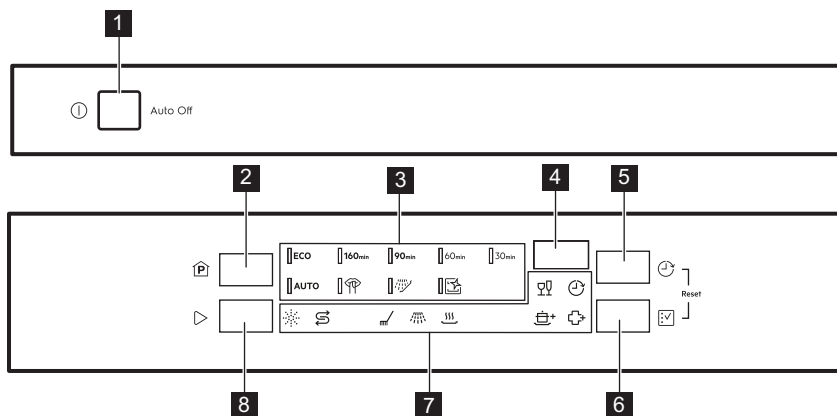 1
Auto Off
2 3 4 5
ECO 160min 90min 60min 30min
P
AUTO
Reset
8 7 6